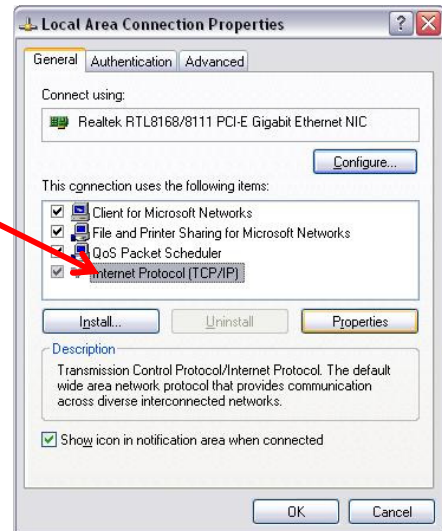 Local Area Connection Properties
General Authentication Advanced
Connect using:
Realtek RTL8168/8111 PCI-E Gigabit Ethernet NIC
Configure...
This connection uses the following items:
Client for Microsoft Networks
File and Printer Sharing for Microsoft Networks
QoS Packet Scheduler
Internet Protocol (TCP/IP)
Install... Uninstall Properties
Description
Transmission Control Protocol/Internet Protocol. The default
wide area network protocol that provides communication
across diverse interconnected networks.
Show icon in notification area when connected
OK Cancel